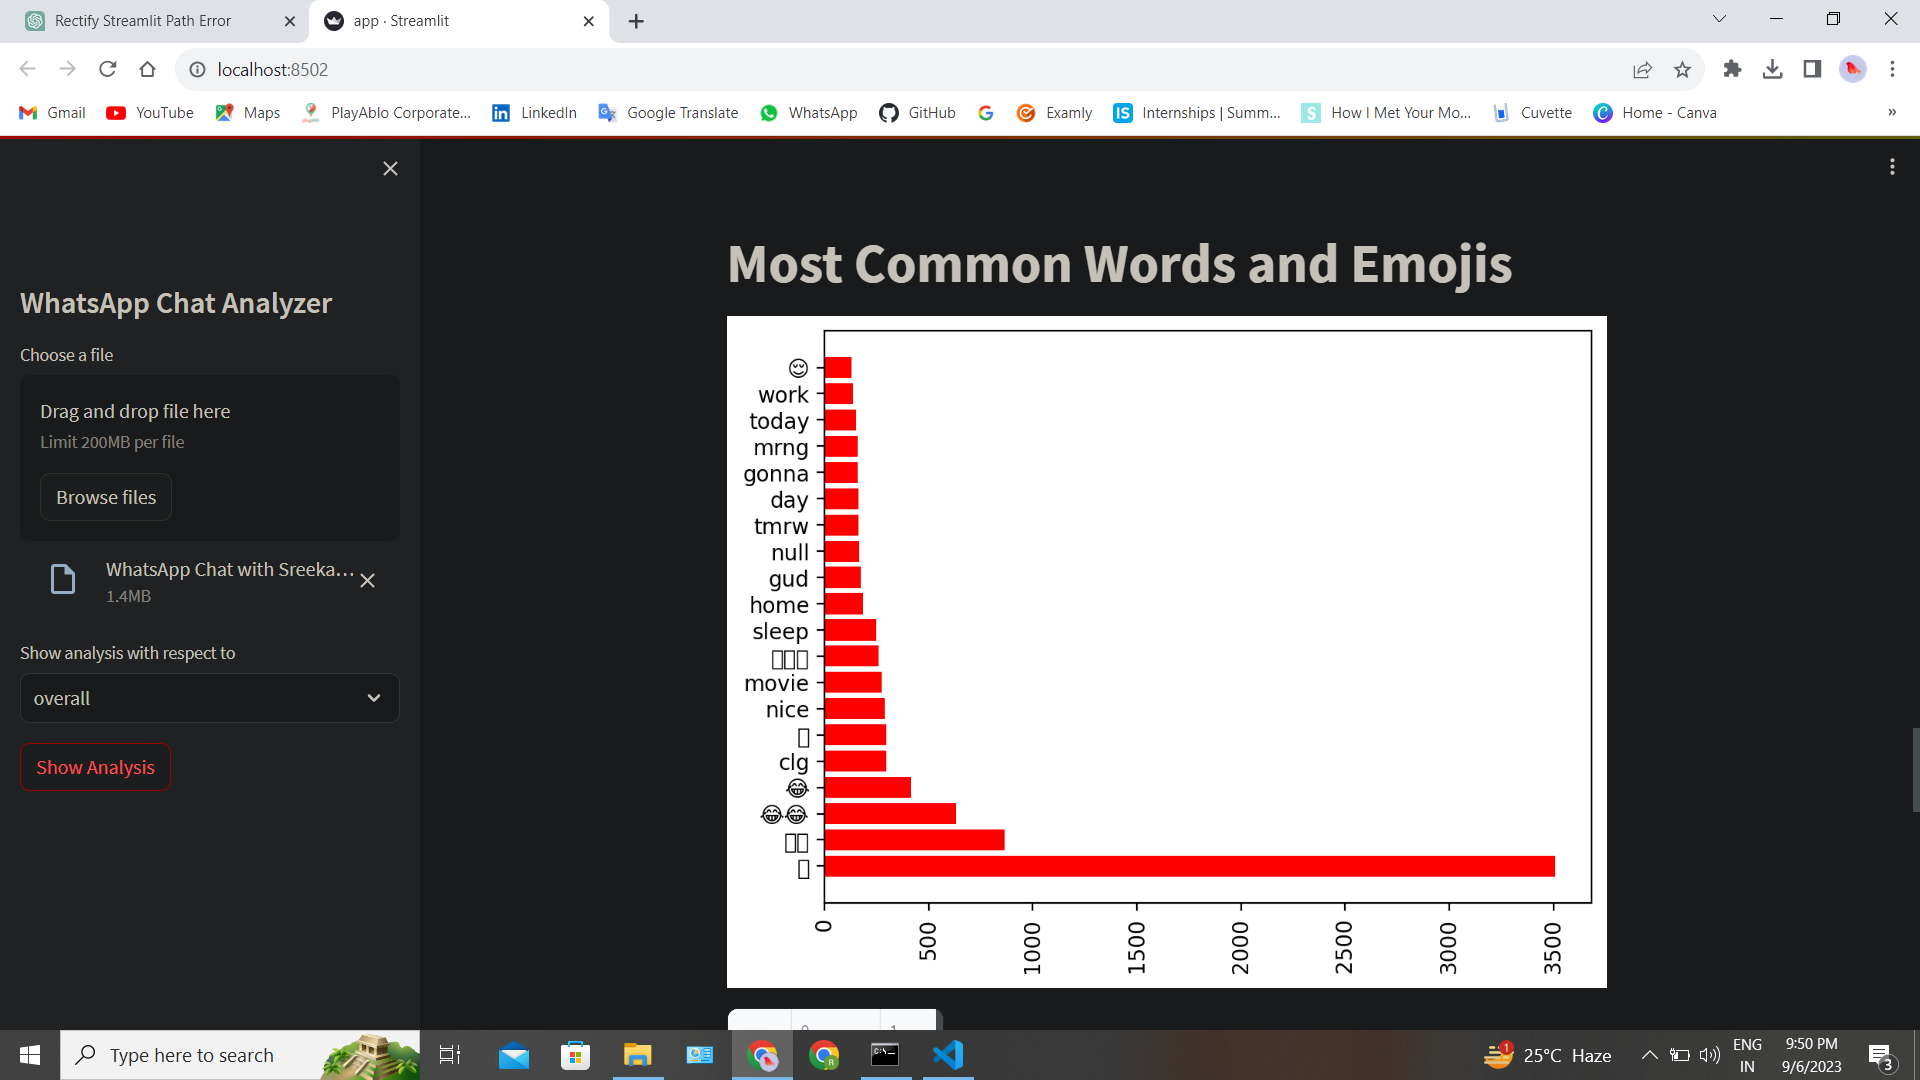 Rectify Streamlit Path Error
app · Streamlit
localhost:8502
Gmail
YouTube
Maps
PlayAblo Corporate...
LinkedIn
Google Translate
WhatsApp
GitHub
Examly
Internships | Summ...
How I Met Your Mo...
Cuvette
Home - Canva
»
WhatsApp Chat Analyzer
Choose a file
Drag and drop file here
Limit 200MB per file
Browse files
WhatsApp Chat with Sreeka...
1.4MB
Show analysis with respect to
overall
Show Analysis
Most Common Words and Emojis
😌
work
today
mrng
gonna
day
tmrw
null
gud
home
sleep
▯▯▯
movie
nice
▯
clg
😂
😂😂
▯▯
▯
0
500
1000
1500
2000
2500
3000
3500
Type here to search
1
25°C Haze
ENG
IN
9:50 PM
9/6/2023
3